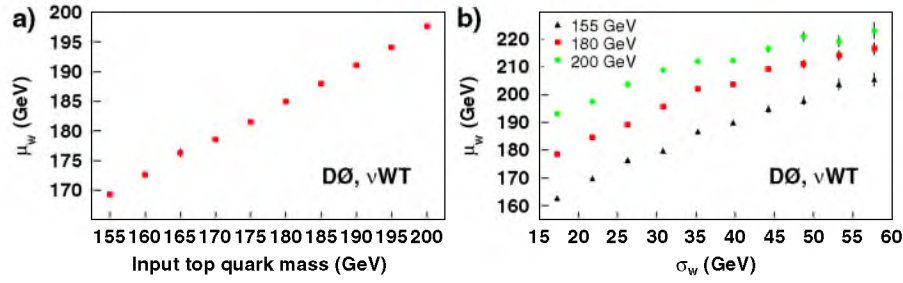 a)
200
195
190
185
180
175
170
μw (GeV)
DØ, νWT
155 160 165 170 175 180 185 190 195 200
Input top quark mass (GeV)
b)
155 GeV
180 GeV
200 GeV
220
210
200
190
180
170
160
μw (GeV)
DØ, νWT
15 20 25 30 35 40 45 50 55 60
σw (GeV)